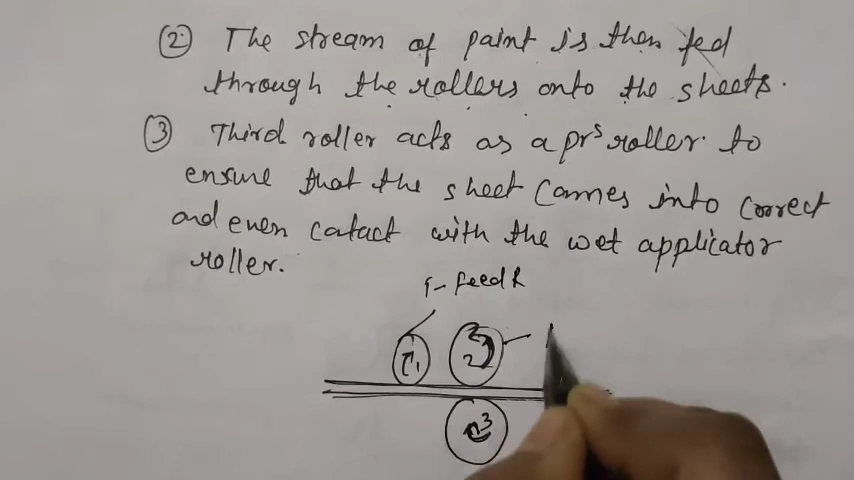 ② The stream of paint is then fed
through the rollers onto the sheets.
③ Third roller acts as a prs roller to
ensure that the sheet Comes into Correct
and even catact with the wet applicator
roller.
1- feed R
1
2
3